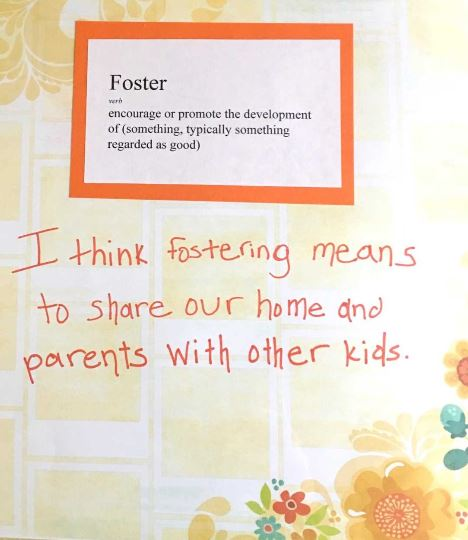 Foster
verb
encourage or promote the development
of (something, typically something
regarded as good)
I think fostering means
to share our home and
parents with other kids.